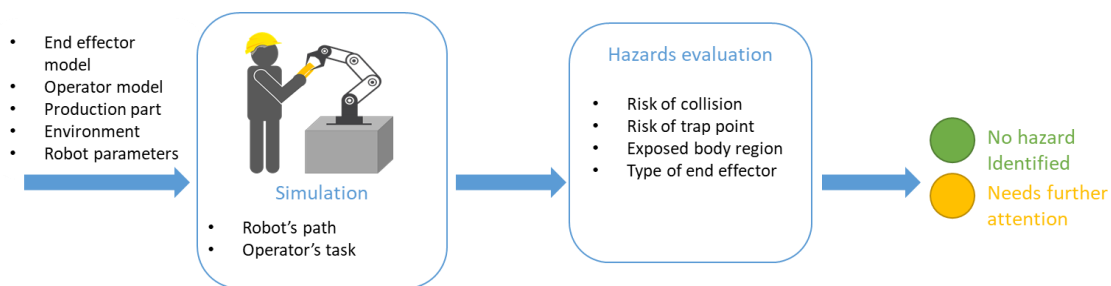 • End effector
model
• Operator model
• Production part
• Environment
• Robot parameters
Simulation
• Robot's path
• Operator's task
Hazards evaluation
• Risk of collision
• Risk of trap point
• Exposed body region
• Type of end effector
No hazard
Identified
Needs further
attention